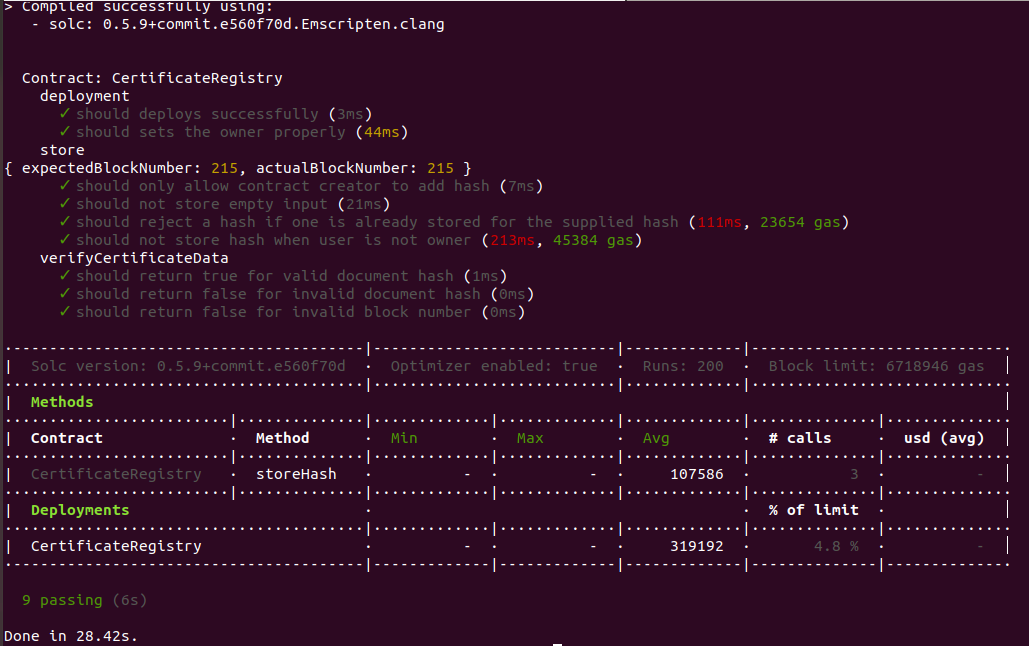 > Compiled successfully using:
- solc: 0.5.9+commit.e560f70d.Emscripten.clang
Contract: CertificateRegistry
deployment
✓ should deploys successfully (3ms)
✓ should sets the owner properly (44ms)
store
{ expectedBlockNumber: 215, actualBlockNumber: 215 }
✓ should only allow contract creator to add hash (7ms)
✓ should not store empty input (21ms)
✓ should reject a hash if one is already stored for the supplied hash (111ms, 23654 gas)
✓ should not store hash when user is not owner (213ms, 45384 gas)
verifyCertificateData
✓ should return true for valid document hash (1ms)
✓ should return false for invalid document hash (0ms)
✓ should return false for invalid block number (0ms)
| Solc version: 0.5.9+commit.e560f70d · Optimizer enabled: true · Runs: 200 · Block limit: 6718946 gas |
| Methods |
| Contract · Method · Min · Max · Avg · # calls · usd (avg) |
| CertificateRegistry · storeHash · - · - · 107586 · 3 · - |
| Deployments · · % of limit · |
| CertificateRegistry · - · - · 319192 · 4.8 % · - |
9 passing (6s)
Done in 28.42s.